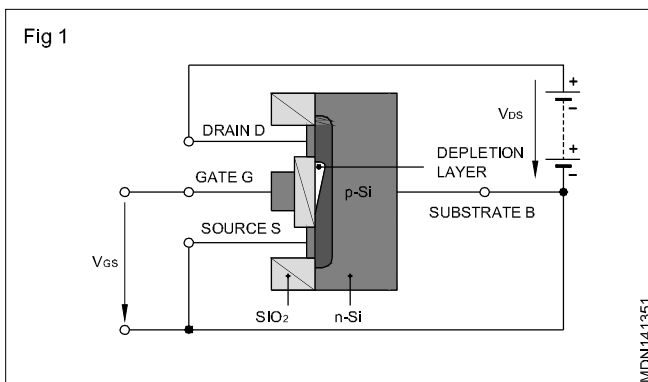 Fig 1
+
−
VDS
+
−
DRAIN D
DEPLETION
LAYER
GATE G
p-Si
SUBSTRATE B
SOURCE S
VGS
SIO2
n-Si
MDN141351